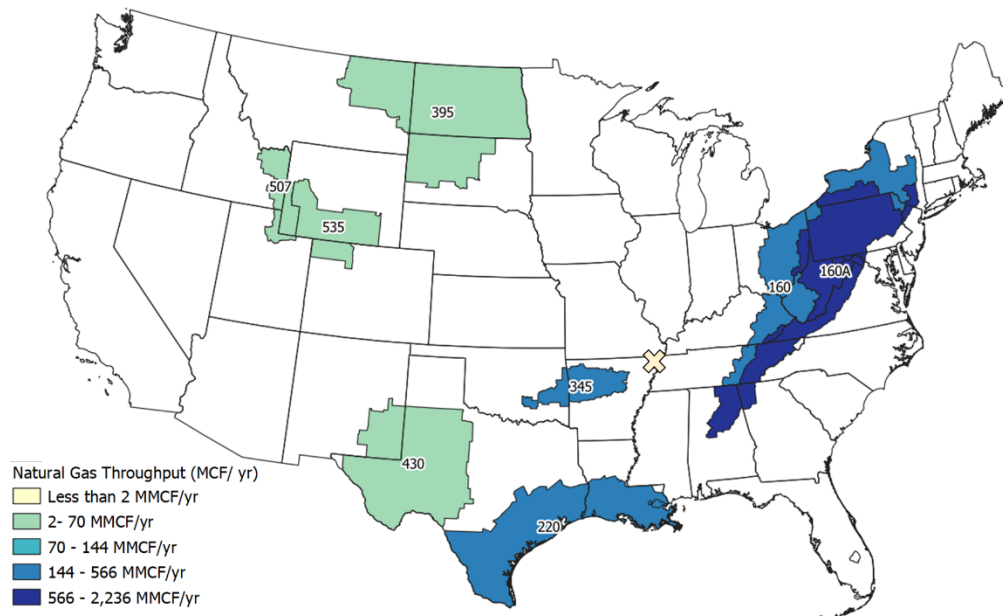 395
507
535
160A
160
345
430
220
Natural Gas Throughput (MCF/ yr)
Less than 2 MMCF/yr
2- 70 MMCF/yr
70 - 144 MMCF/yr
144 - 566 MMCF/yr
566 - 2,236 MMCF/yr